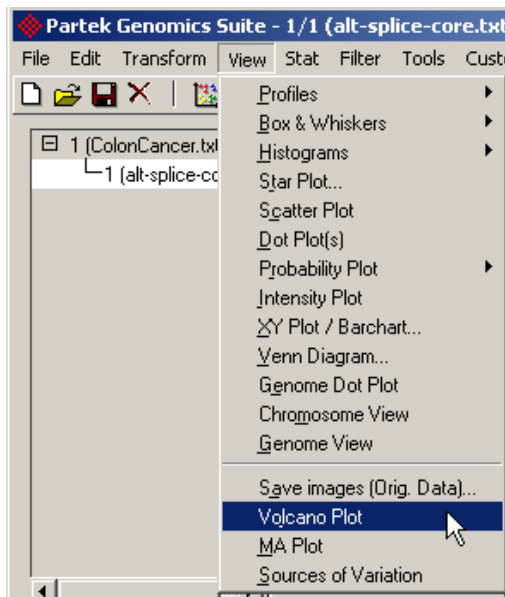 Partek Genomics Suite - 1/1 (alt-splice-core.txt
File Edit Transform View Stat Filter Tools Cust
1 (ColonCancer.txt
1 (alt-splice-co
Profiles
Box & Whiskers
Histograms
Star Plot...
Scatter Plot
Dot Plot(s)
Probability Plot
Intensity Plot
XY Plot / Barchart...
Venn Diagram...
Genome Dot Plot
Chromosome View
Genome View
Save images (Orig. Data)...
Volcano Plot
MA Plot
Sources of Variation